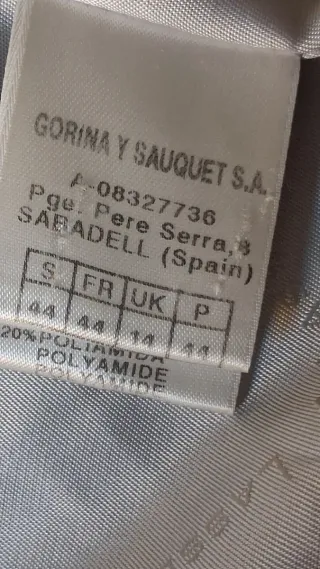 GORINA Y SAUQUET S.A.
A-08327736
Pge. Pere Serra, 8
SABADELL (Spain)
S FR UK P
44 44 14 44
20% POLIAMIDA
POLYAMIDE
POLYAMIDE